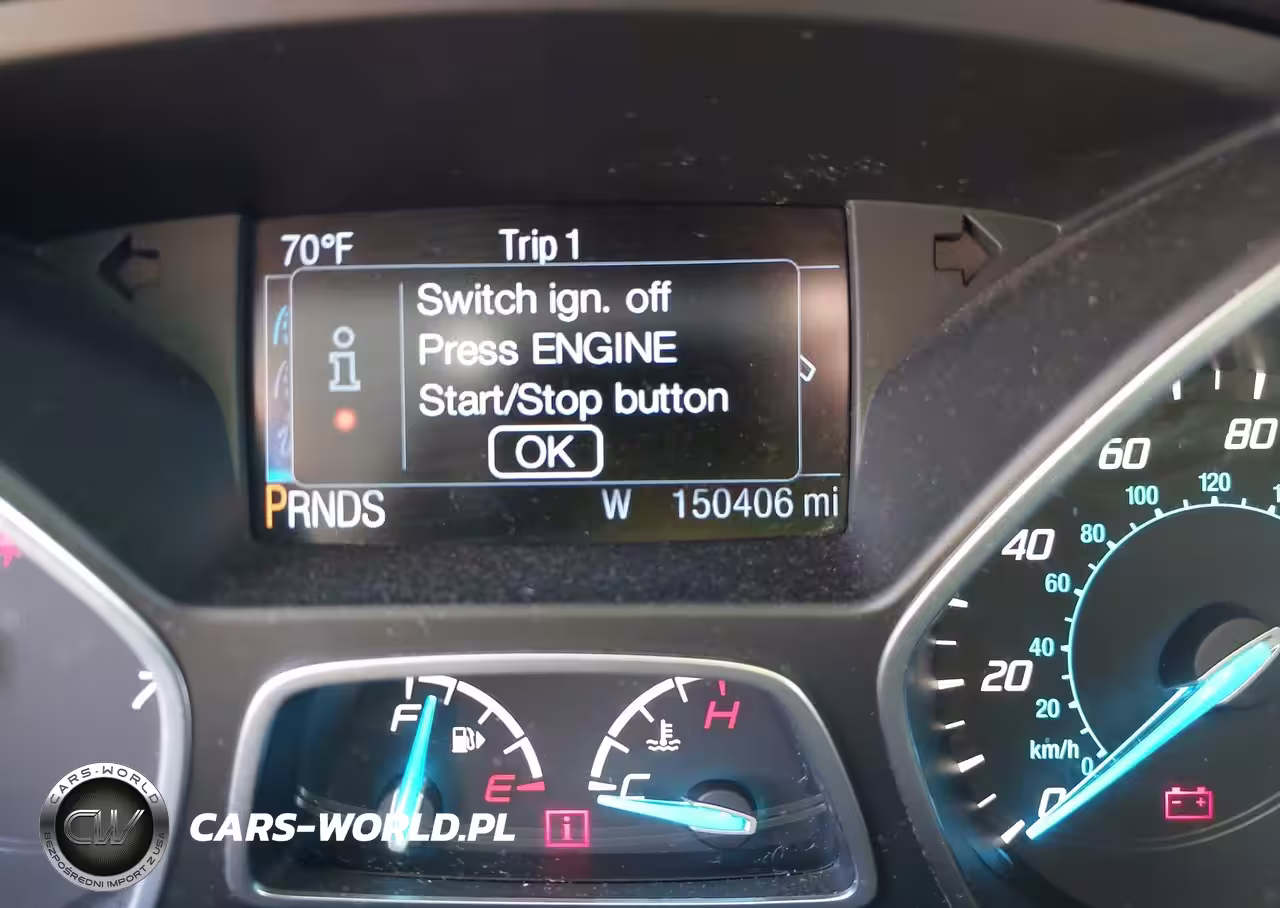 70°F
Trip 1
Switch ign. off
Press ENGINE
Start/Stop button
OK
PRNDS
W
150406 mi
7
F
E
H
C
i
80
60
40
20
0
120
100
80
60
40
20
0
km/h
CARS-WORLD
CW
BEZPOŚREDNI IMPORT Z USA
CARS-WORLD.PL